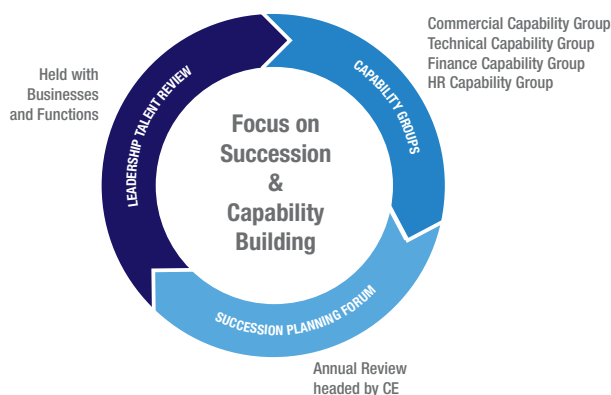 Commercial Capability Group
Technical Capability Group
Finance Capability Group
HR Capability Group
Held with
Businesses
and Functions
LEADERSHIP TALENT REVIEW
CAPABILITY GROUPS
Focus on
Succession
&
Capability
Building
SUCCESSION PLANNING FORUM
Annual Review
headed by CE